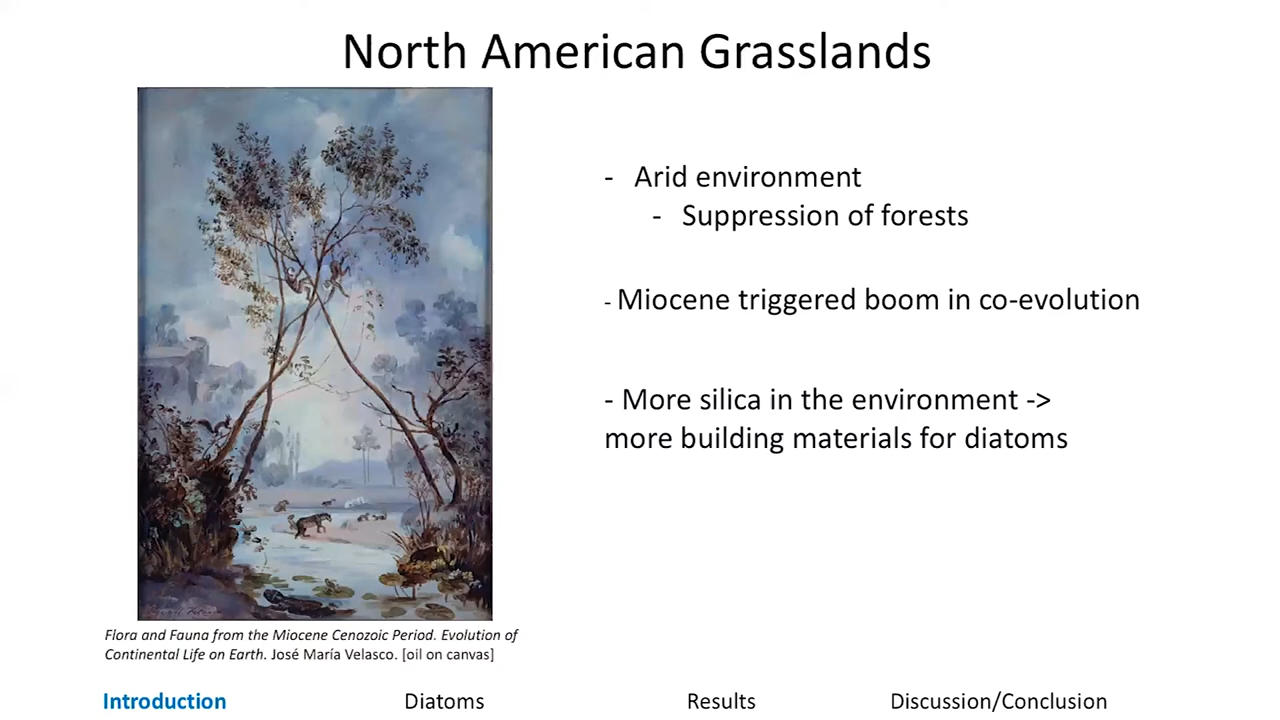 North American Grasslands
- Arid environment
- Suppression of forests
- Miocene triggered boom in co-evolution
- More silica in the environment ->
more building materials for diatoms
Flora and Fauna from the Miocene Cenozoic Period. Evolution of
Continental Life on Earth. José María Velasco. [oil on canvas]
Introduction Diatoms Results Discussion/Conclusion